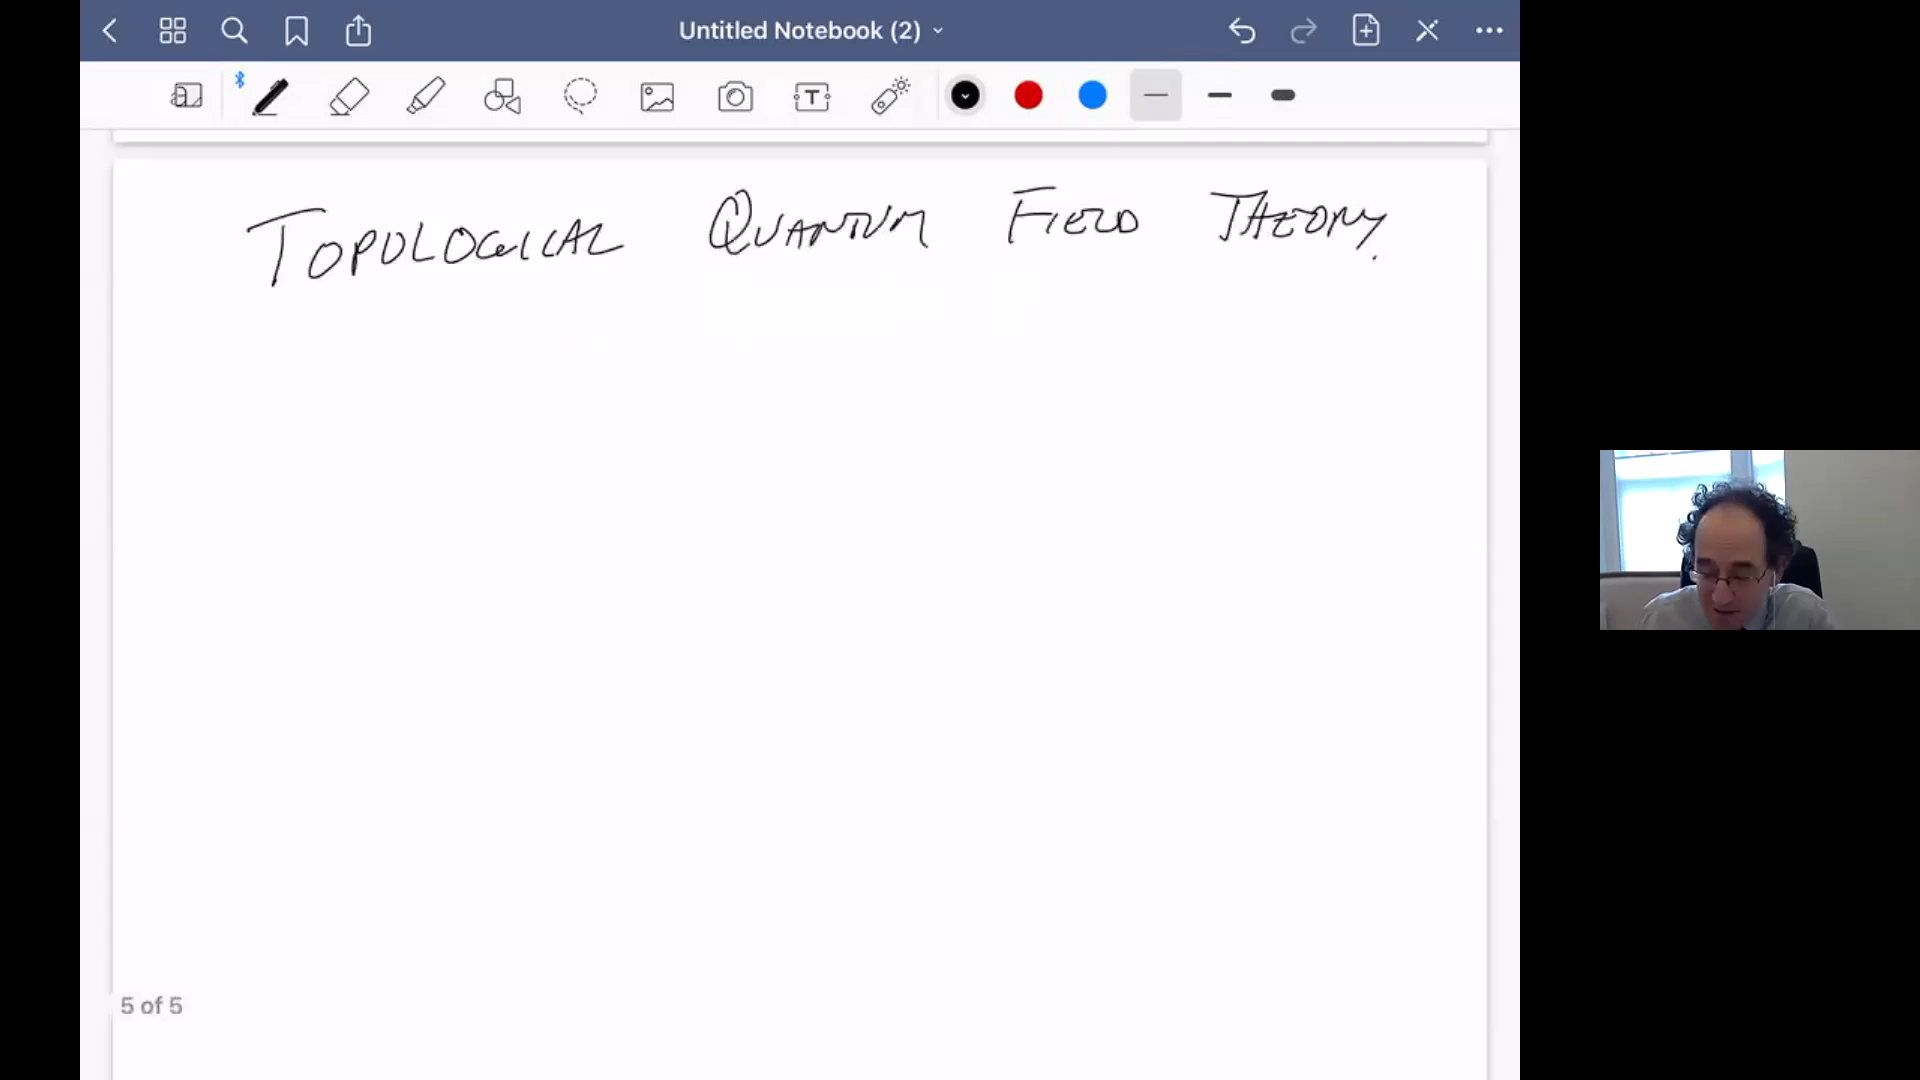 Untitled Notebook (2)
TOPOLOGICAL QUANTUM FIELD THEORY.
5 of 5